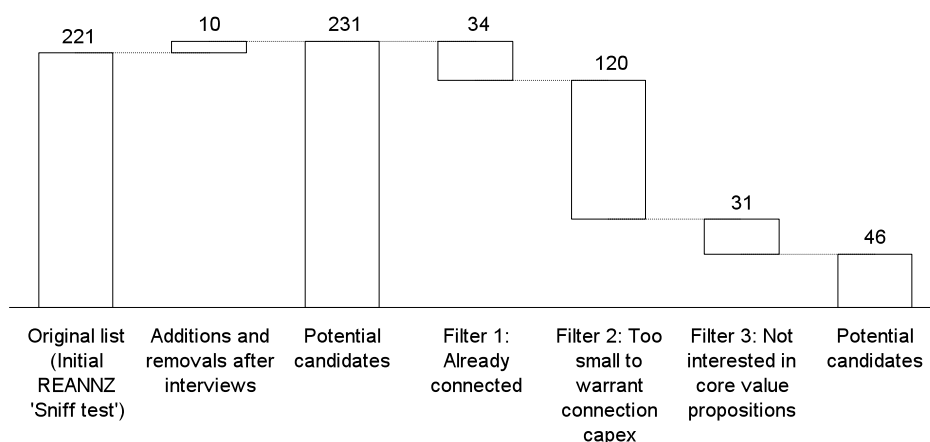 221
10
231
34
120
31
46
Original list
(Initial
REANNZ
'Sniff test')
Additions and
removals after
interviews
Potential
candidates
Filter 1:
Already
connected
Filter 2: Too
small to
warrant
connection
capex
Filter 3: Not
interested in
core value
propositions
Potential
candidates